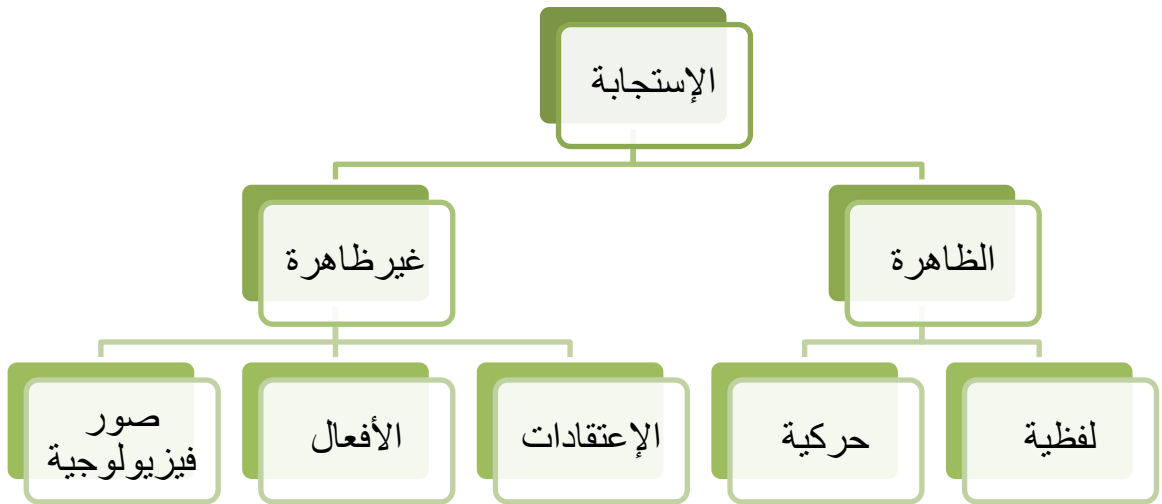 الإستجابة
الظاهرة
غيرظاهرة
لفظية
حركية
الإعتقادات
الأفعال
صور
فيزيولوجية